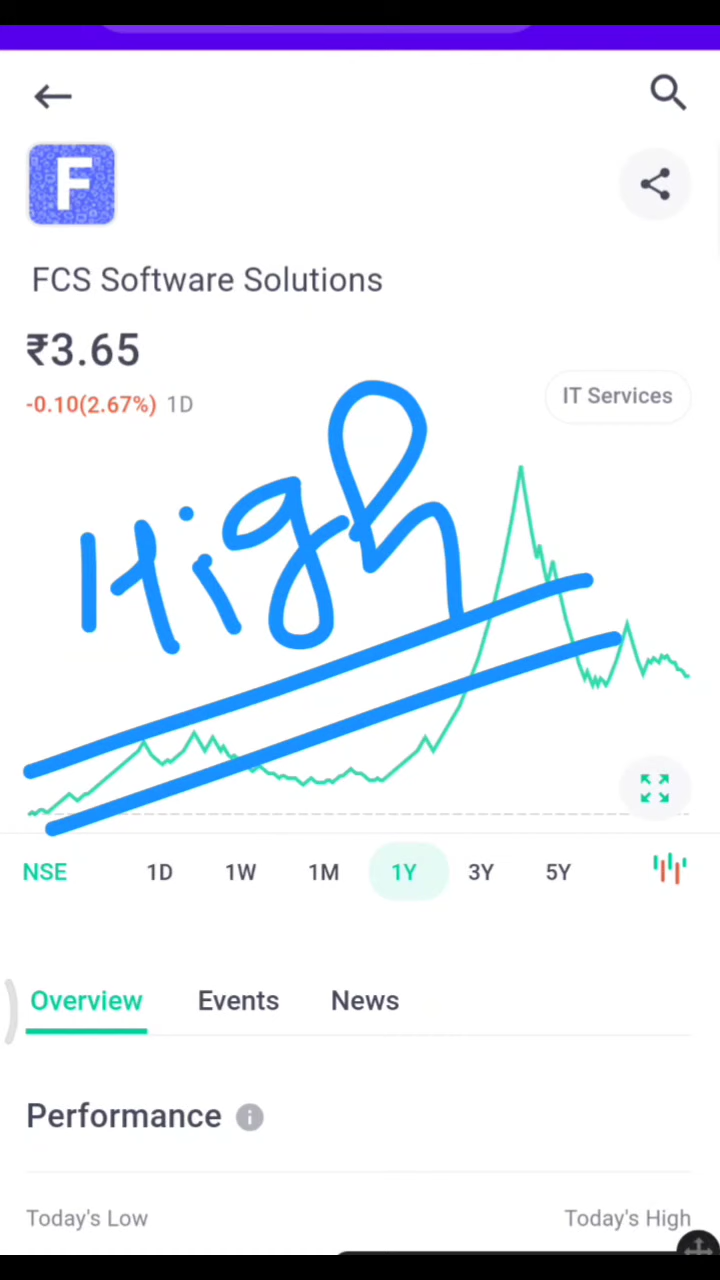 F
FCS Software Solutions
₹3.65
-0.10(2.67%) 1D
IT Services
High
NSE 1D 1W 1M 1Y 3Y 5Y
Overview Events News
Performance
Today's Low Today's High